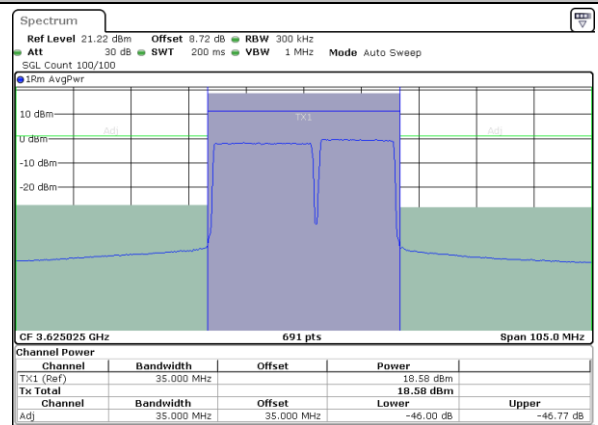 Spectrum
Ref Level 21.22 dBm Offset 8.72 dB RBW 300 kHz
Att 30 dB SWT 200 ms VBW 1 MHz Mode Auto Sweep
SGL Count 100/100
1Rm AvgPwr
10 dBm
TX1
Adj
Adj
0 dBm
-10 dBm
-20 dBm
CF 3.625025 GHz 691 pts Span 105.0 MHz
Channel Power
Channel Bandwidth Offset Power
TX1 (Ref) 35.000 MHz 18.58 dBm
Tx Total 18.58 dBm
Channel Bandwidth Offset Lower Upper
Adj 35.000 MHz 35.000 MHz -46.00 dB -46.77 dB